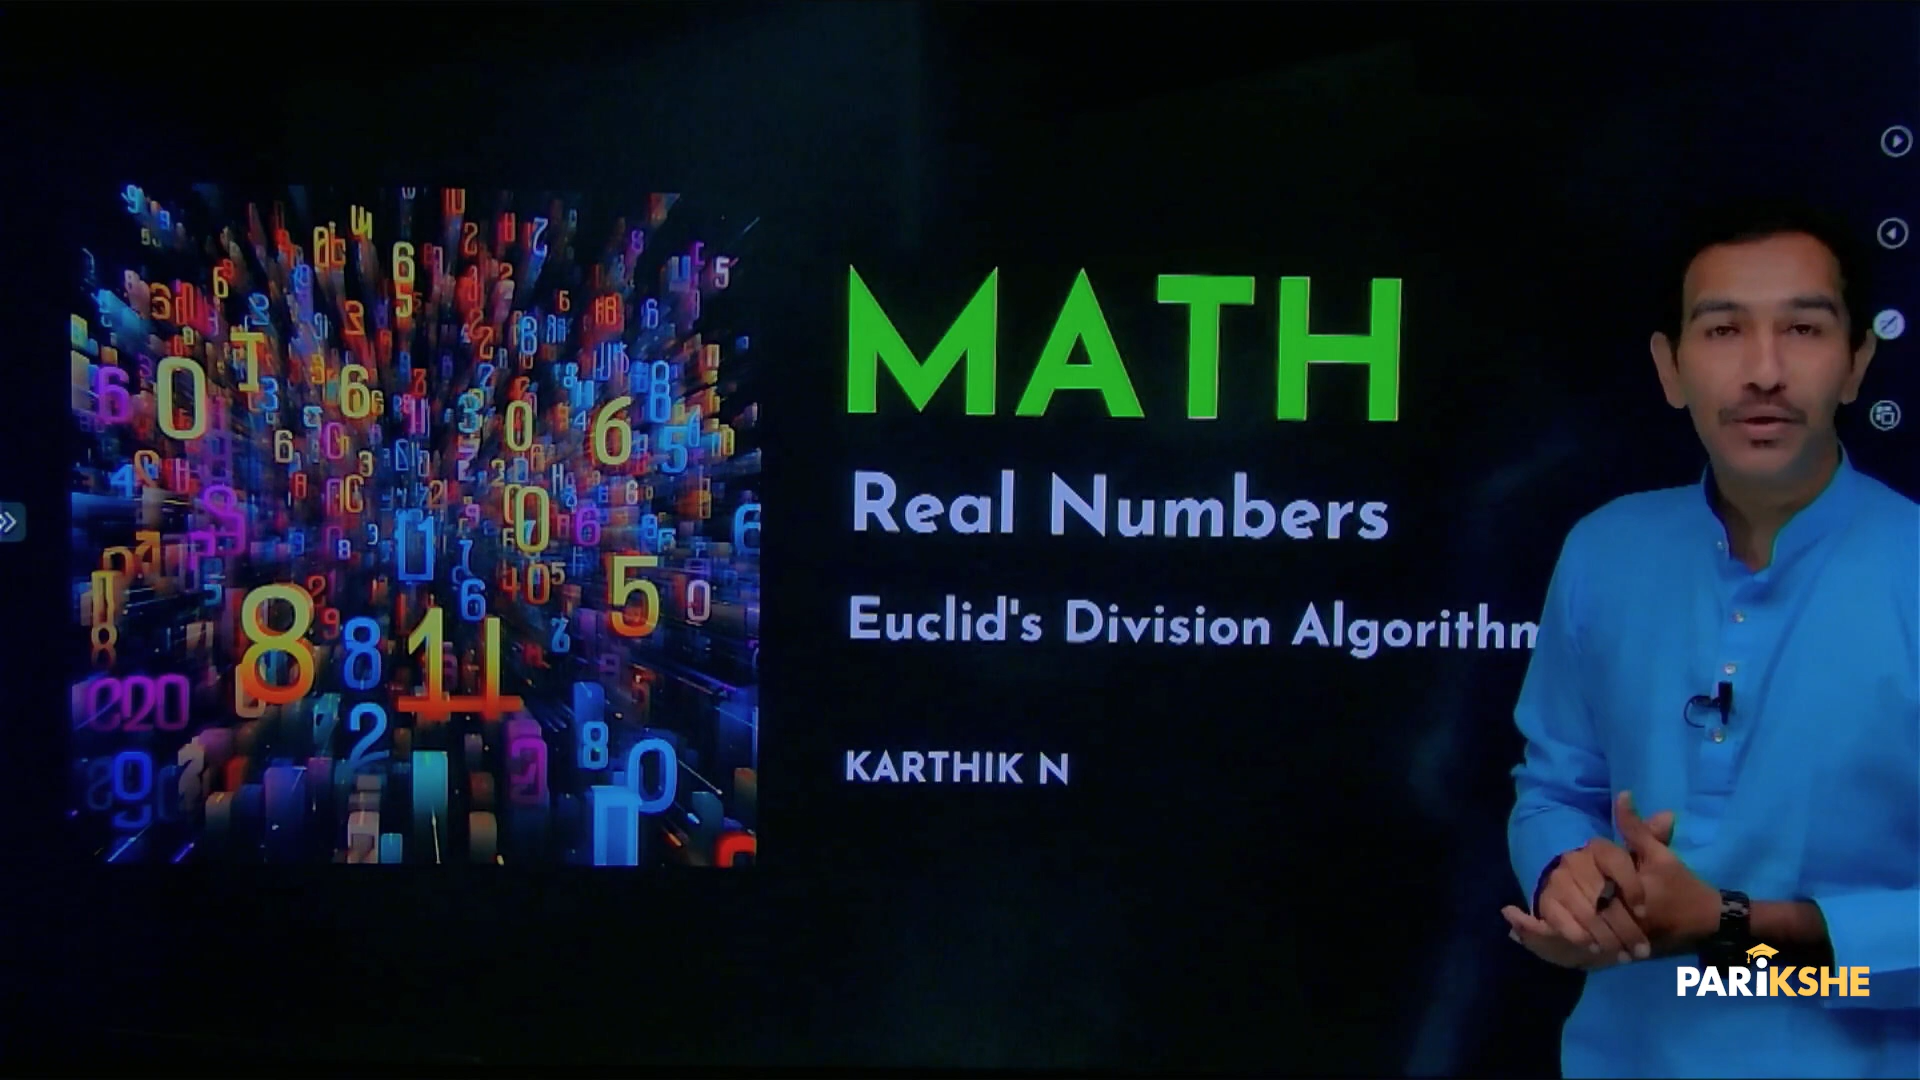 MATH
Real Numbers
Euclid's Division Algorithm
KARTHIK N
PARIKSHE